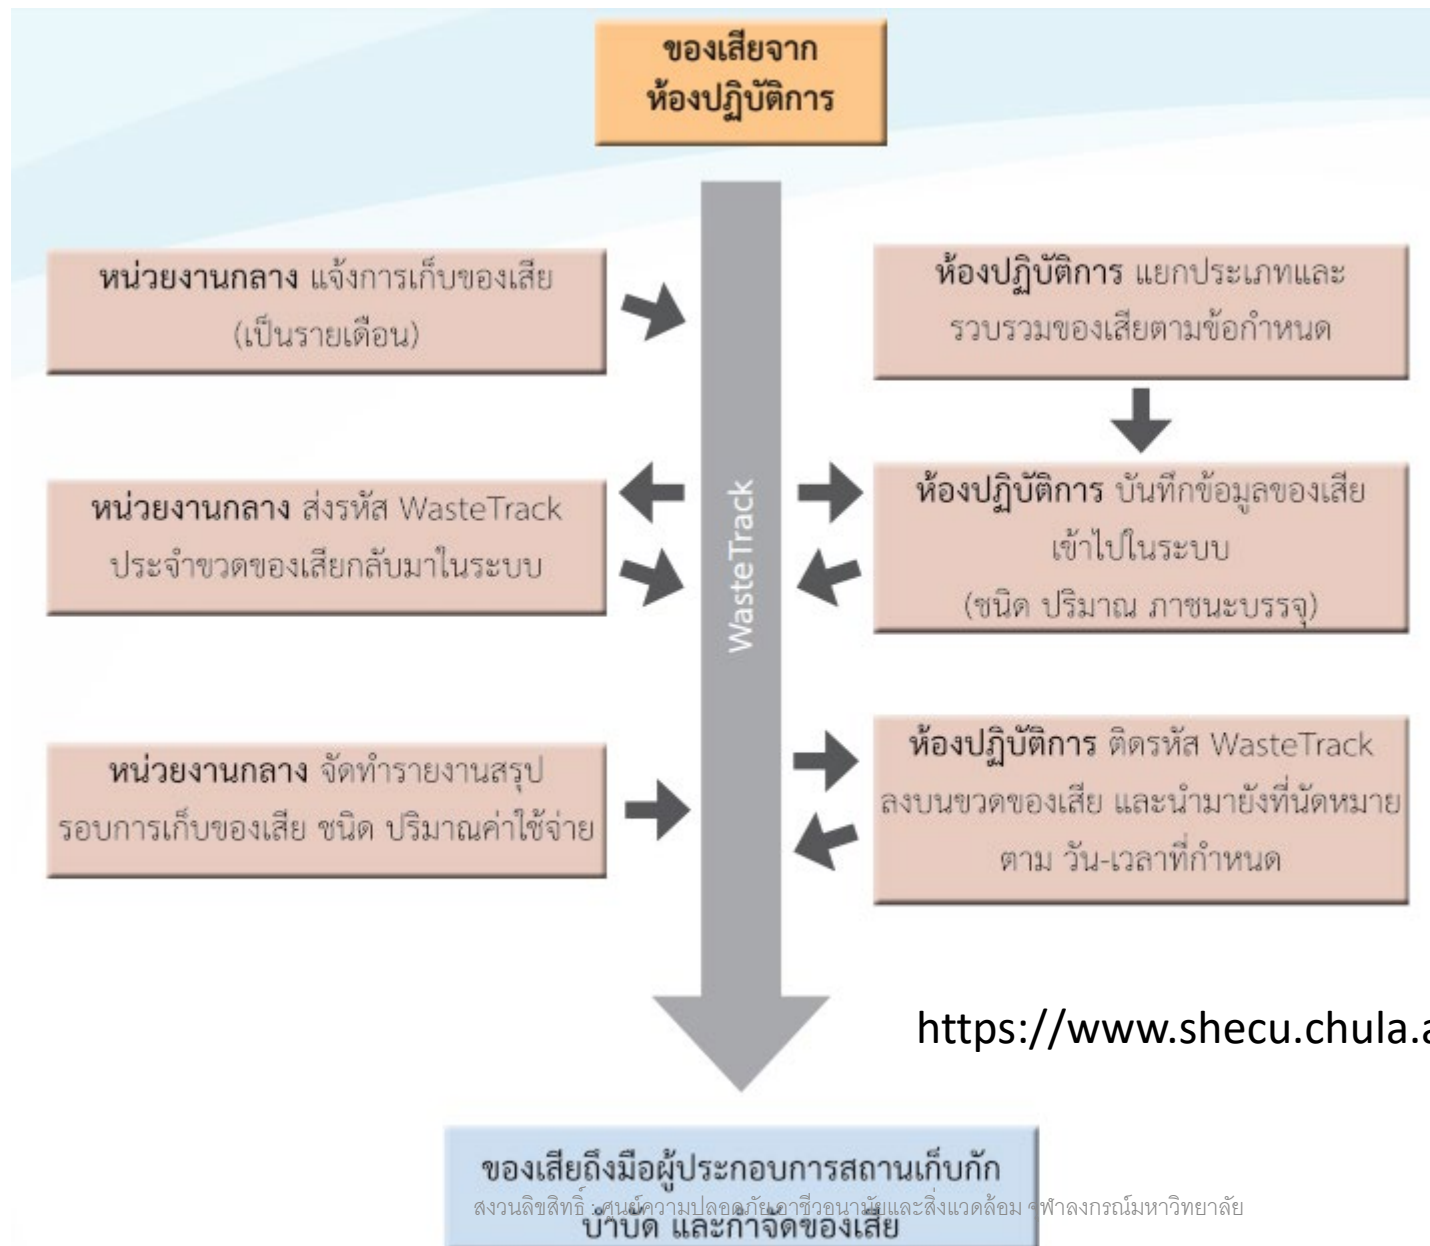 ของเสียจาก
ห้องปฏิบัติการ
หน่วยงานกลาง แจ้งการเก็บของเสีย
(เป็นรายเดือน)
ห้องปฏิบัติการ แยกประเภทและ
รวบรวมของเสียตามข้อกำหนด
หน่วยงานกลาง ส่งรหัส WasteTrack
ประจำขวดของเสียกลับมาในระบบ
WasteTrack
ห้องปฏิบัติการ บันทึกข้อมูลของเสีย
เข้าไปในระบบ
(ชนิด ปริมาณ ภาชนะบรรจุ)
หน่วยงานกลาง จัดทำรายงานสรุป
รอบการเก็บของเสีย ชนิด ปริมาณค่าใช้จ่าย
ห้องปฏิบัติการ ติดรหัส WasteTrack
ลงบนขวดของเสีย และนำมายังที่นัดหมาย
ตาม วัน-เวลาที่กำหนด
https://www.shecu.chula.a
ของเสียถึงมือผู้ประกอบการสถานเก็บกัก
สงวนลิขสิทธิ์ : ศูนย์ความปลอดภัย อาชีวอนามัยและสิ่งแวดล้อม จุฬาลงกรณ์มหาวิทยาลัย
บำบัด และกำจัดของเสีย